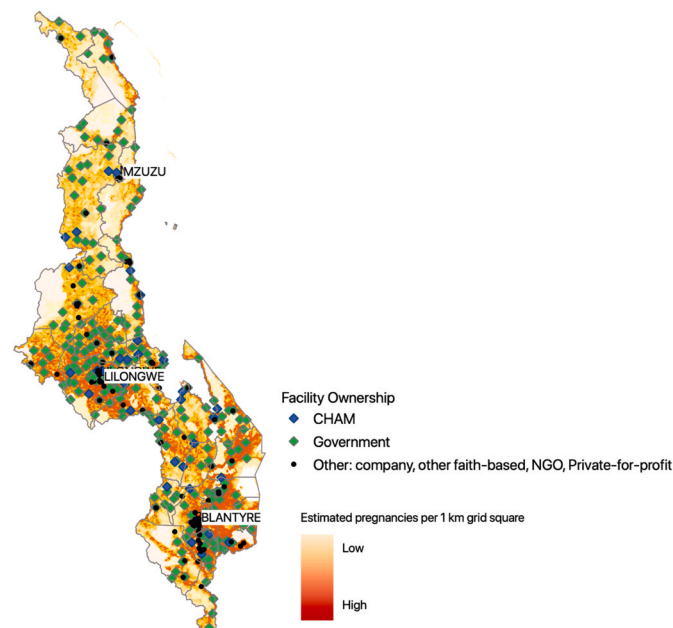 MZUZU
LILONGWE
BLANTYRE
Facility Ownership
CHAM
Government
Other: company, other faith-based, NGO, Private-for-profit
Estimated pregnancies per 1 km grid square
Low
High